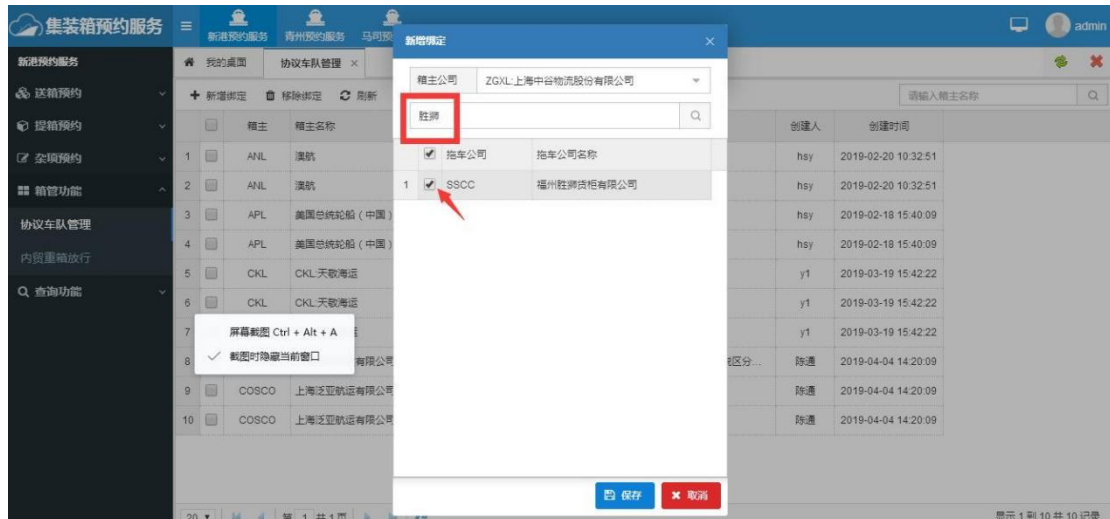 集装箱预约服务
新港预约服务
青州预约服务
马司预
admin
新港预约服务
送箱预约
提箱预约
杂项预约
箱管功能
协议车队管理
内贸重箱放行
查询功能
我的桌面
协议车队管理 ×
新增绑定
移除绑定
刷新
请输入箱主名称
箱主 箱主名称 创建人 创建时间
1 ANL 澳航 hsy 2019-02-20 10:32:51
2 ANL 澳航 hsy 2019-02-20 10:32:51
3 APL 美国总统轮船（中国） hsy 2019-02-18 15:40:09
4 APL 美国总统轮船（中国） hsy 2019-02-18 15:40:09
5 CKL CKL:天敬海运 y1 2019-03-19 15:42:22
6 CKL CKL:天敬海运 y1 2019-03-19 15:42:22
7 y1 2019-03-19 15:42:22
8 有限公司 区分... 陈通 2019-04-04 14:20:09
9 COSCO 上海泛亚航运有限公司 陈通 2019-04-04 14:20:09
10 COSCO 上海泛亚航运有限公司 陈通 2019-04-04 14:20:09
屏幕截图 Ctrl + Alt + A
截图时隐藏当前窗口
新增绑定 ×
箱主公司 ZGXL:上海中谷物流股份有限公司
胜狮
拖车公司 拖车公司名称
1 SSCC 福州胜狮货柜有限公司
保存
取消
20 第 1 共1页
显示 1 到 10 共 10 记录